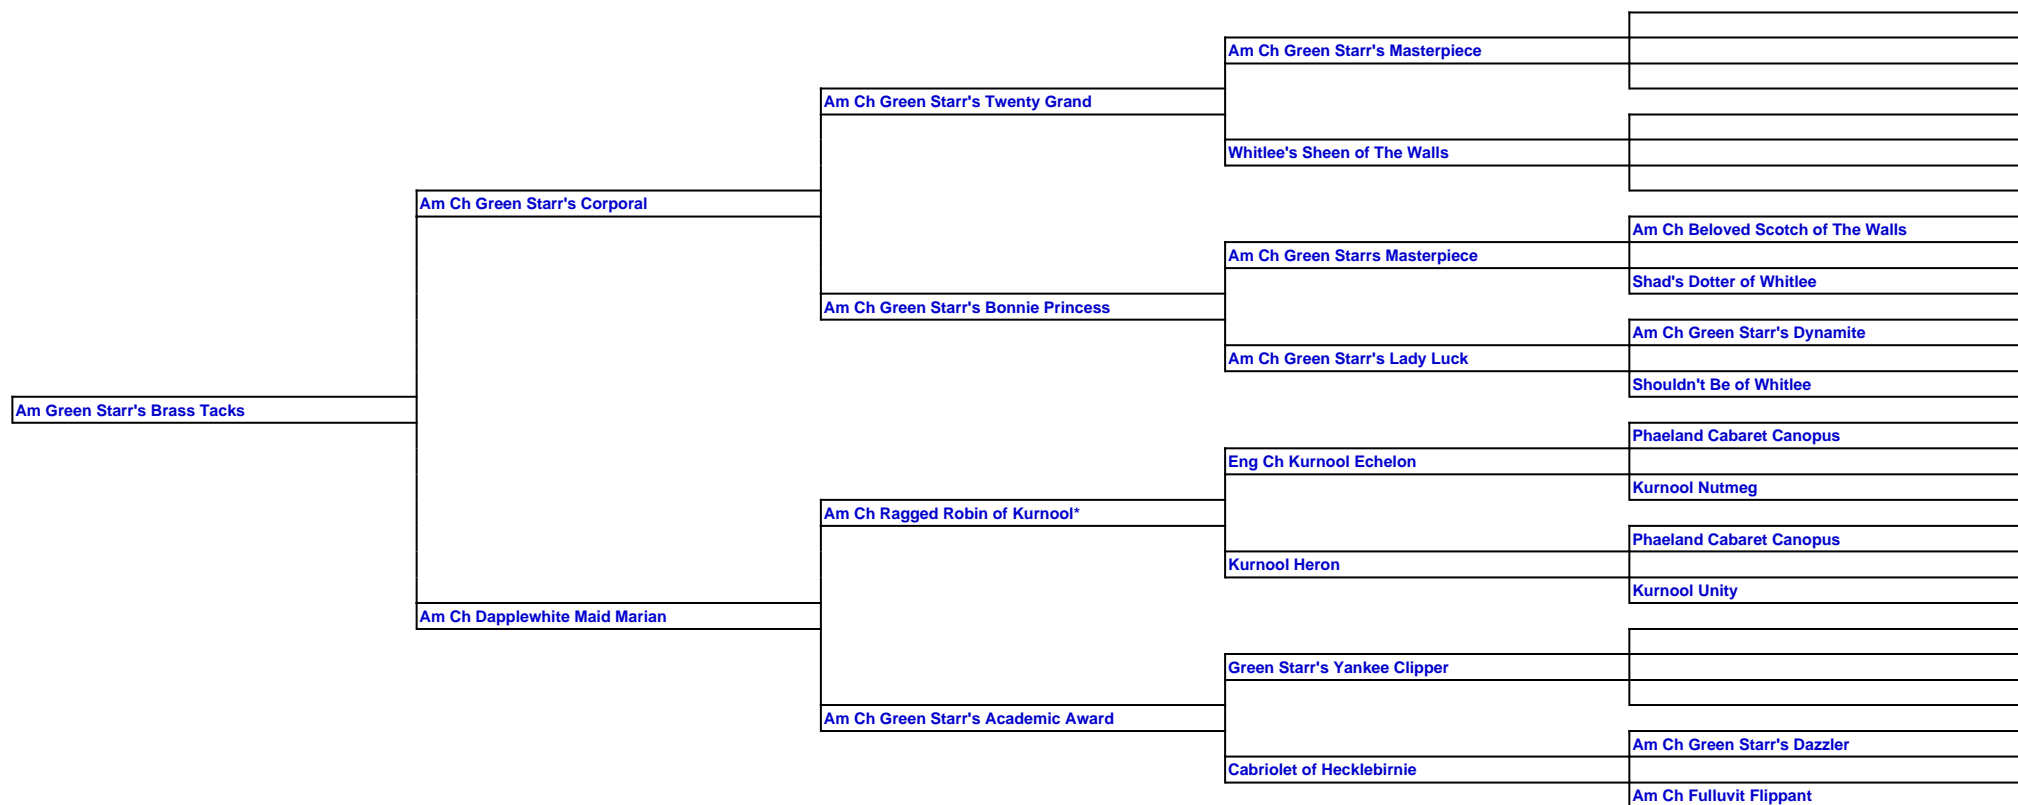 Am Ch Green Starr's Masterpiece
Am Ch Green Starr's Twenty Grand
Whitlee's Sheen of The Walls
Am Ch Green Starr's Corporal
Am Ch Beloved Scotch of The Walls
Am Ch Green Starrs Masterpiece
Shad's Dotter of Whitlee
Am Ch Green Starr's Bonnie Princess
Am Ch Green Starr's Dynamite
Am Ch Green Starr's Lady Luck
Shouldn't Be of Whitlee
Am Green Starr's Brass Tacks
Phaeland Cabaret Canopus
Eng Ch Kurnool Echelon
Kurnool Nutmeg
Am Ch Ragged Robin of Kurnool*
Phaeland Cabaret Canopus
Kurnool Heron
Kurnool Unity
Am Ch Dapplewhite Maid Marian
Green Starr's Yankee Clipper
Am Ch Green Starr's Academic Award
Am Ch Green Starr's Dazzler
Cabriolet of Hecklebirnie
Am Ch Fulluvit Flippant